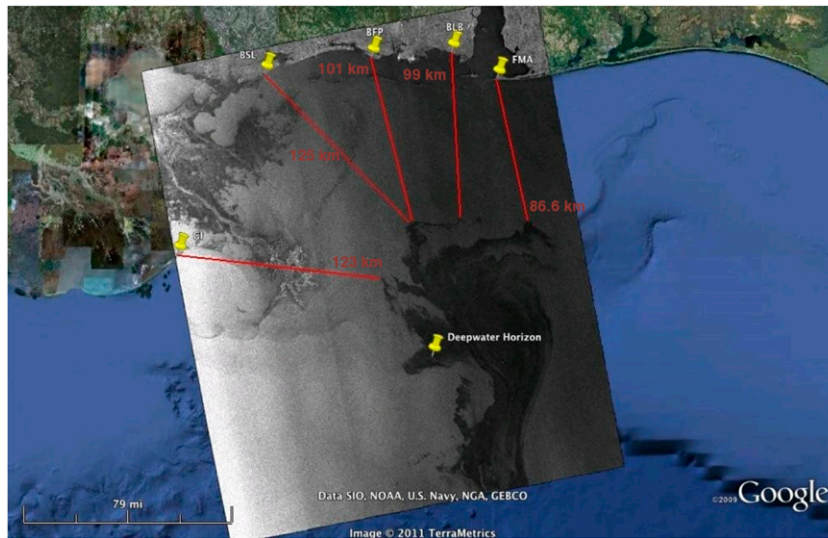 BFP
BLB
BSL
FMA
101 km
99 km
86.6 km
GI
123 km
Deepwater Horizon
79 mi
Data SIO, NOAA, U.S. Navy, NGA, GEBCO
©2009 Google
Image © 2011 TerraMetrics